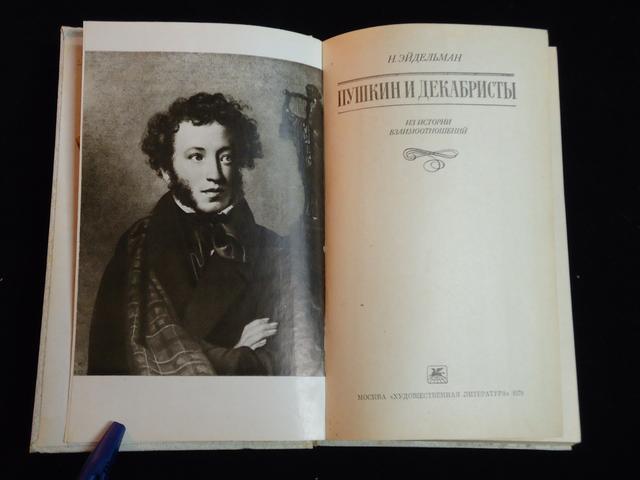 Н. ЭЙДЕЛЬМАН
ПУШКИН И ДЕКАБРИСТЫ
ИЗ ИСТОРИИ
ВЗАИМООТНОШЕНИЙ
МОСКВА «ХУДОЖЕСТВЕННАЯ ЛИТЕРАТУРА» 1979